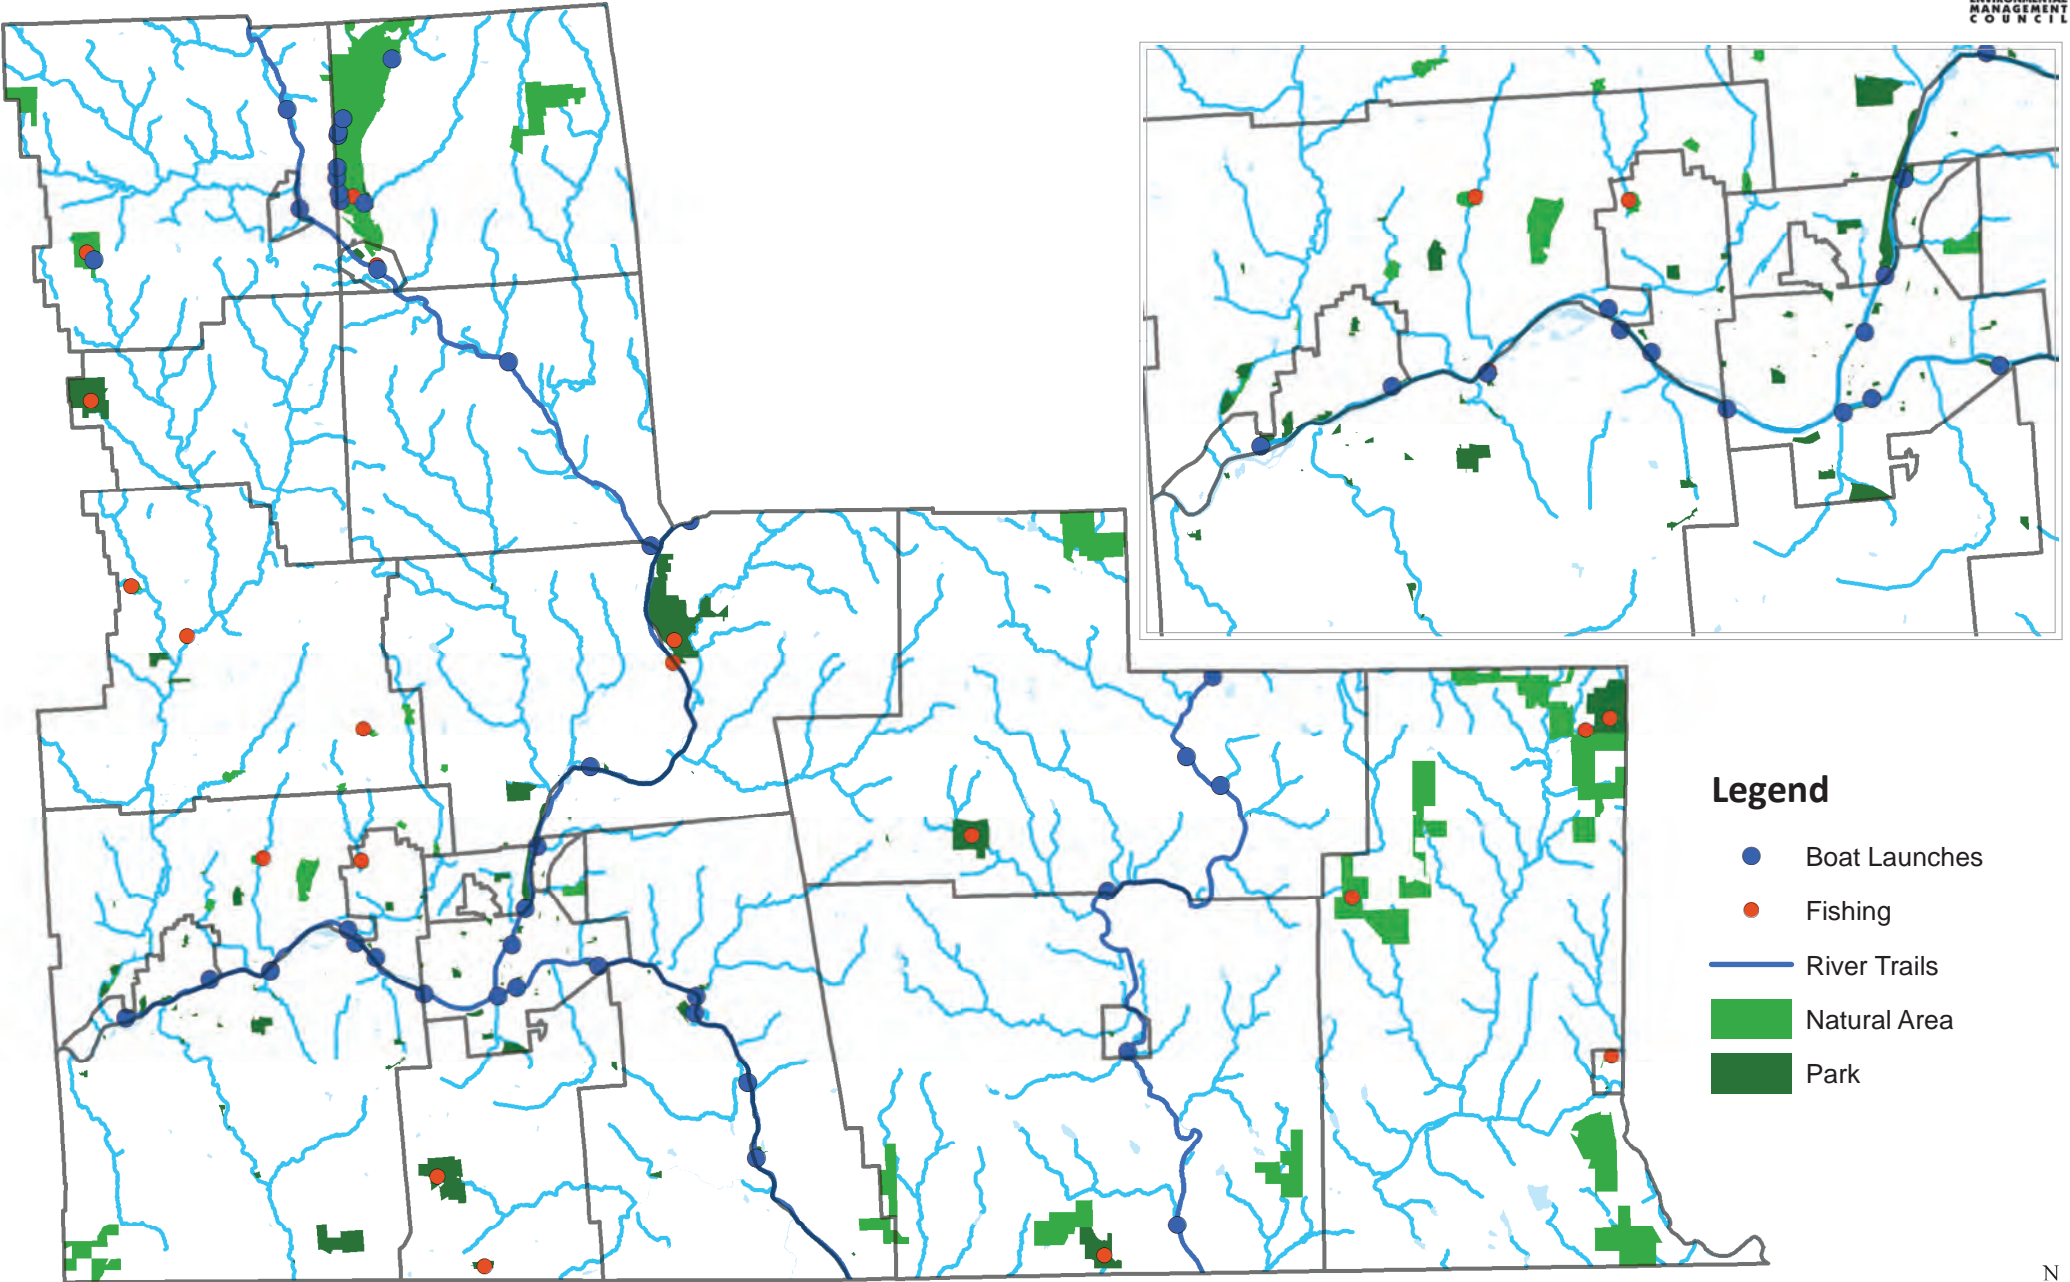 MANAGEMENT
COUNCIL
Legend
Boat Launches
Fishing
River Trails
Natural Area
Park
N